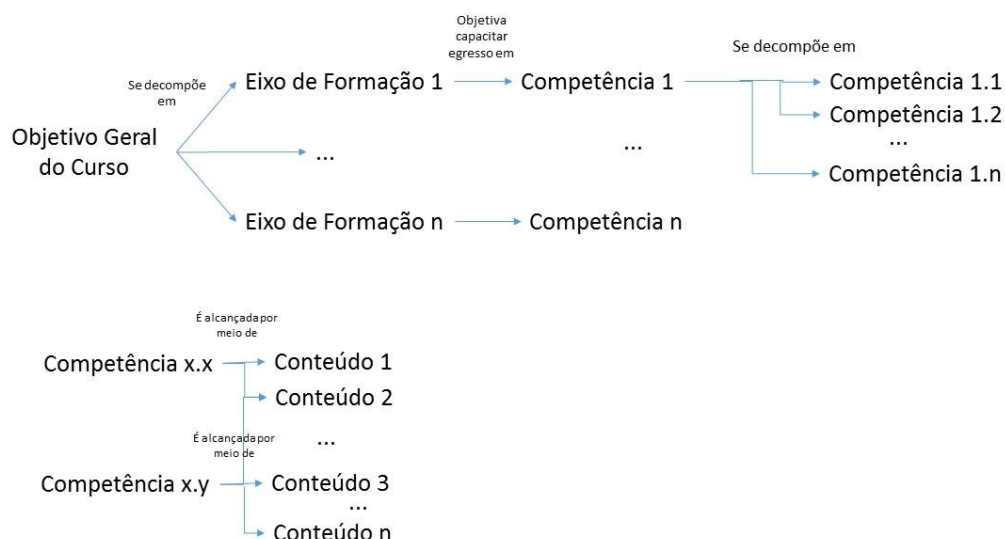 Objetiva
capacitar
egresso em
Se decompõe em
Se decompõe
em
Eixo de Formação 1
Competência 1
Competência 1.1
Competência 1.2
...
Competência 1.n
Objetivo Geral
do Curso
...
...
Eixo de Formação n
Competência n
É alcançada por
meio de
Competência x.x
Conteúdo 1
Conteúdo 2
...
É alcançada por
meio de
Competência x.y
Conteúdo 3
...
Conteúdo n